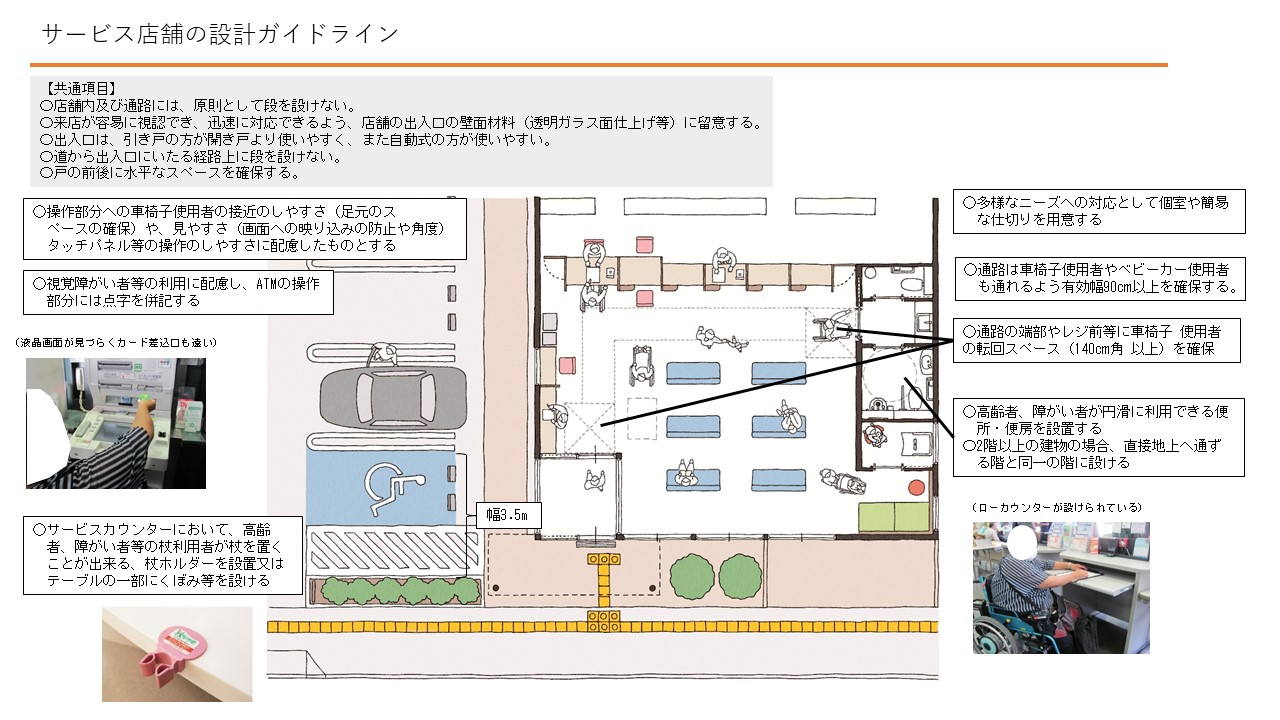 サービス店舗の設計ガイドライン
【共通項目】
〇店舗内及び通路には、原則として段を設けない。
〇来店が容易に視認でき、迅速に対応できるよう、店舗の出入口の壁面材料（透明ガラス面仕上げ等）に留意する。
〇出入口は、引き戸の方が開き戸より使いやすく、また自動式の方が使いやすい。
〇道から出入口にいたる経路上に段を設けない。
〇戸の前後に水平なスペースを確保する。
〇操作部分への車椅子使用者の接近のしやすさ（足元のス
ペースの確保）や、見やすさ（画面への映り込みの防止や角度）
タッチパネル等の操作のしやすさに配慮したものとする
〇視覚障がい者等の利用に配慮し、ATMの操作
部分には点字を併記する
（液晶画面が見づらくカード差込口も遠い）
〇サービスカウンターにおいて、高齢
者、障がい者等の杖利用者が杖を置く
ことが出来る、杖ホルダーを設置又は
テーブルの一部にくぼみ等を設ける
幅3.5m
〇多様なニーズへの対応として個室や簡易
な仕切りを用意する
〇通路は車椅子使用者やベビーカー使用者
も通れるよう有効幅90cm以上を確保する。
〇通路の端部やレジ前等に車椅子 使用者
の転回スペース（140cm角 以上）を確保
〇高齢者、障がい者が円滑に利用できる便
所・便房を設置する
〇2階以上の建物の場合、直接地上へ通ず
る階と同一の階に設ける
（ローカウンターが設けられている）